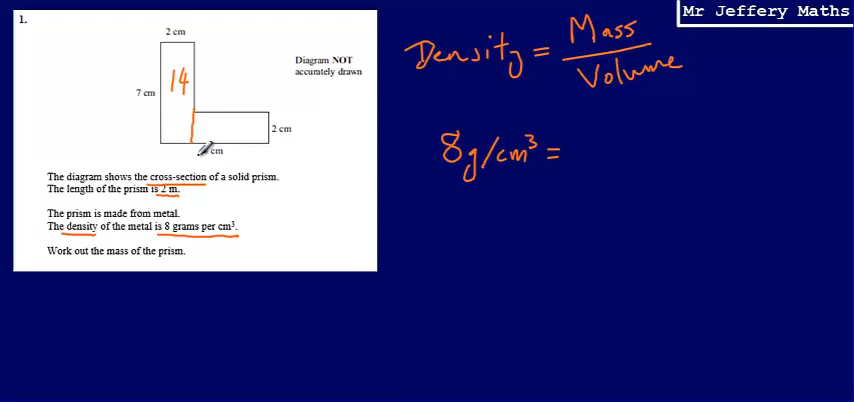 Mr Jeffery Maths
1.
2 cm
Diagram NOT
accurately drawn
14
7 cm
2 cm
cm
The diagram shows the cross-section of a solid prism.
The length of the prism is 2 m.
The prism is made from metal.
The density of the metal is 8 grams per cm³.
Work out the mass of the prism.
Density = Mass / Volume
8g/cm³ =